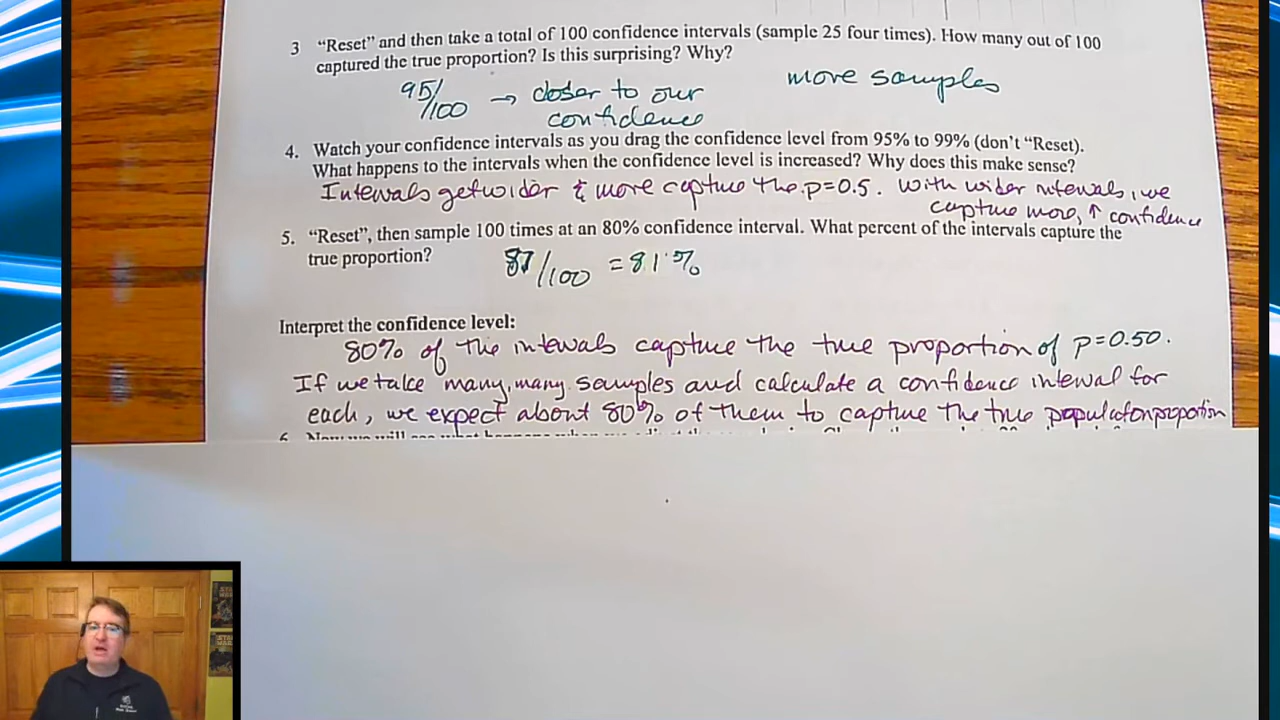 3 “Reset” and then take a total of 100 confidence intervals (sample 25 four times). How many out of 100
captured the true proportion? Is this surprising? Why?
95/100 → closer to our
confidence
more samples
4. Watch your confidence intervals as you drag the confidence level from 95% to 99% (don't “Reset).
What happens to the intervals when the confidence level is increased? Why does this make sense?
Intervals get wider & more capture the p=0.5. With wider intervals, we
capture more, ↑ confidence
5. “Reset”, then sample 100 times at an 80% confidence interval. What percent of the intervals capture the
true proportion?
/100 = 81%
Interpret the confidence level:
80% of the intervals capture the true proportion of p=0.50.
If we take many, many samples and calculate a confidence interval for
each, we expect about 80% of them to capture the true population proportion
STAR WARS